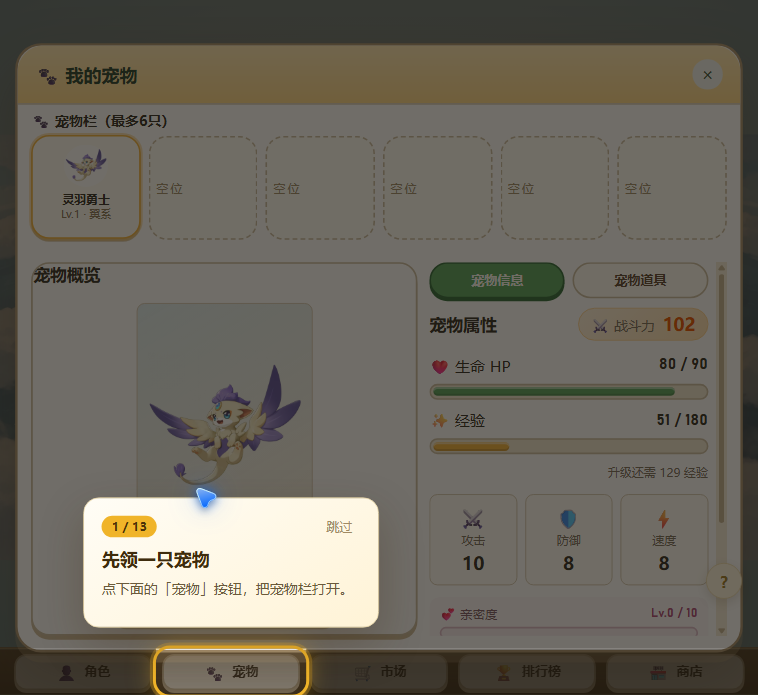 我的宠物
×
宠物栏（最多6只）
灵羽勇士
Lv.1 · 翼系
空位
空位
空位
空位
空位
宠物概览
宠物信息
宠物道具
宠物属性
战斗力 102
生命 HP
80 / 90
经验
51 / 180
升级还需 129 经验
攻击
10
防御
8
速度
8
亲密度
Lv.0 / 10
?
1 / 13
跳过
先领一只宠物
点下面的「宠物」按钮，把宠物栏打开。
角色
宠物
市场
排行榜
商店